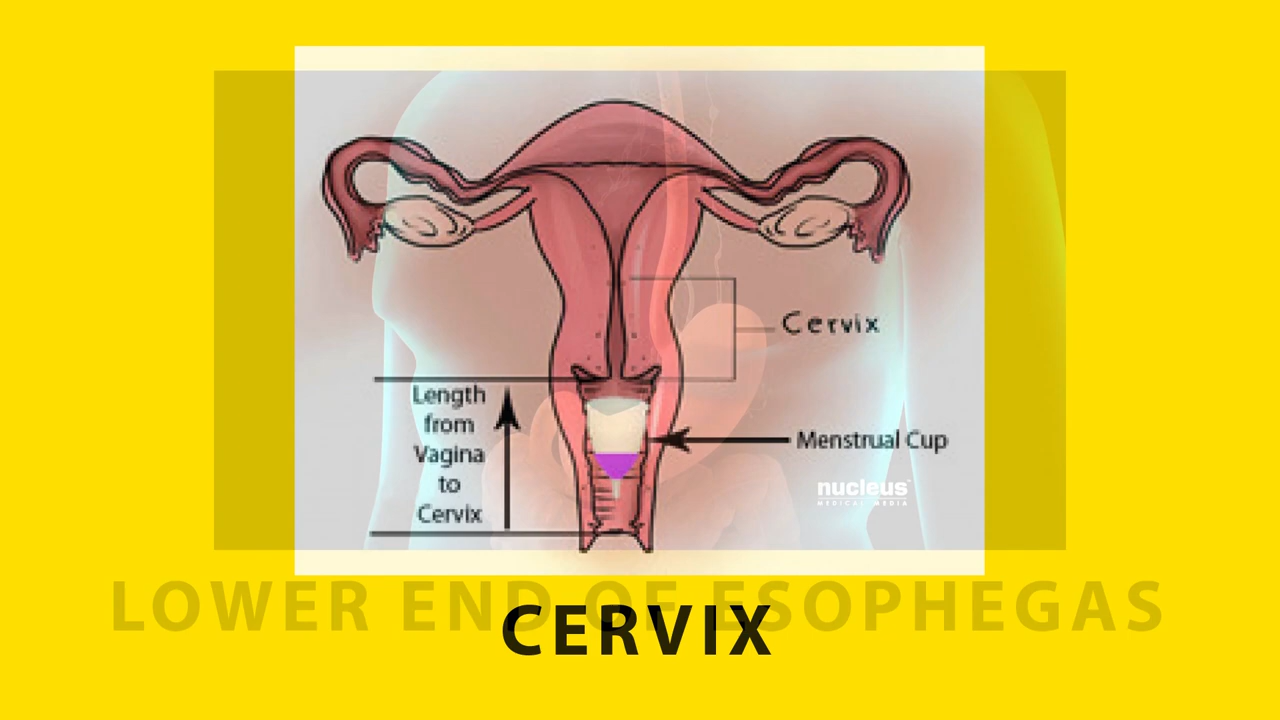 Cervix
Length
from
Vagina
to
Cervix
Menstrual Cup
nucleus
MEDICAL MEDIA
LOWER END OF ESOPHEGAS
CERVIX